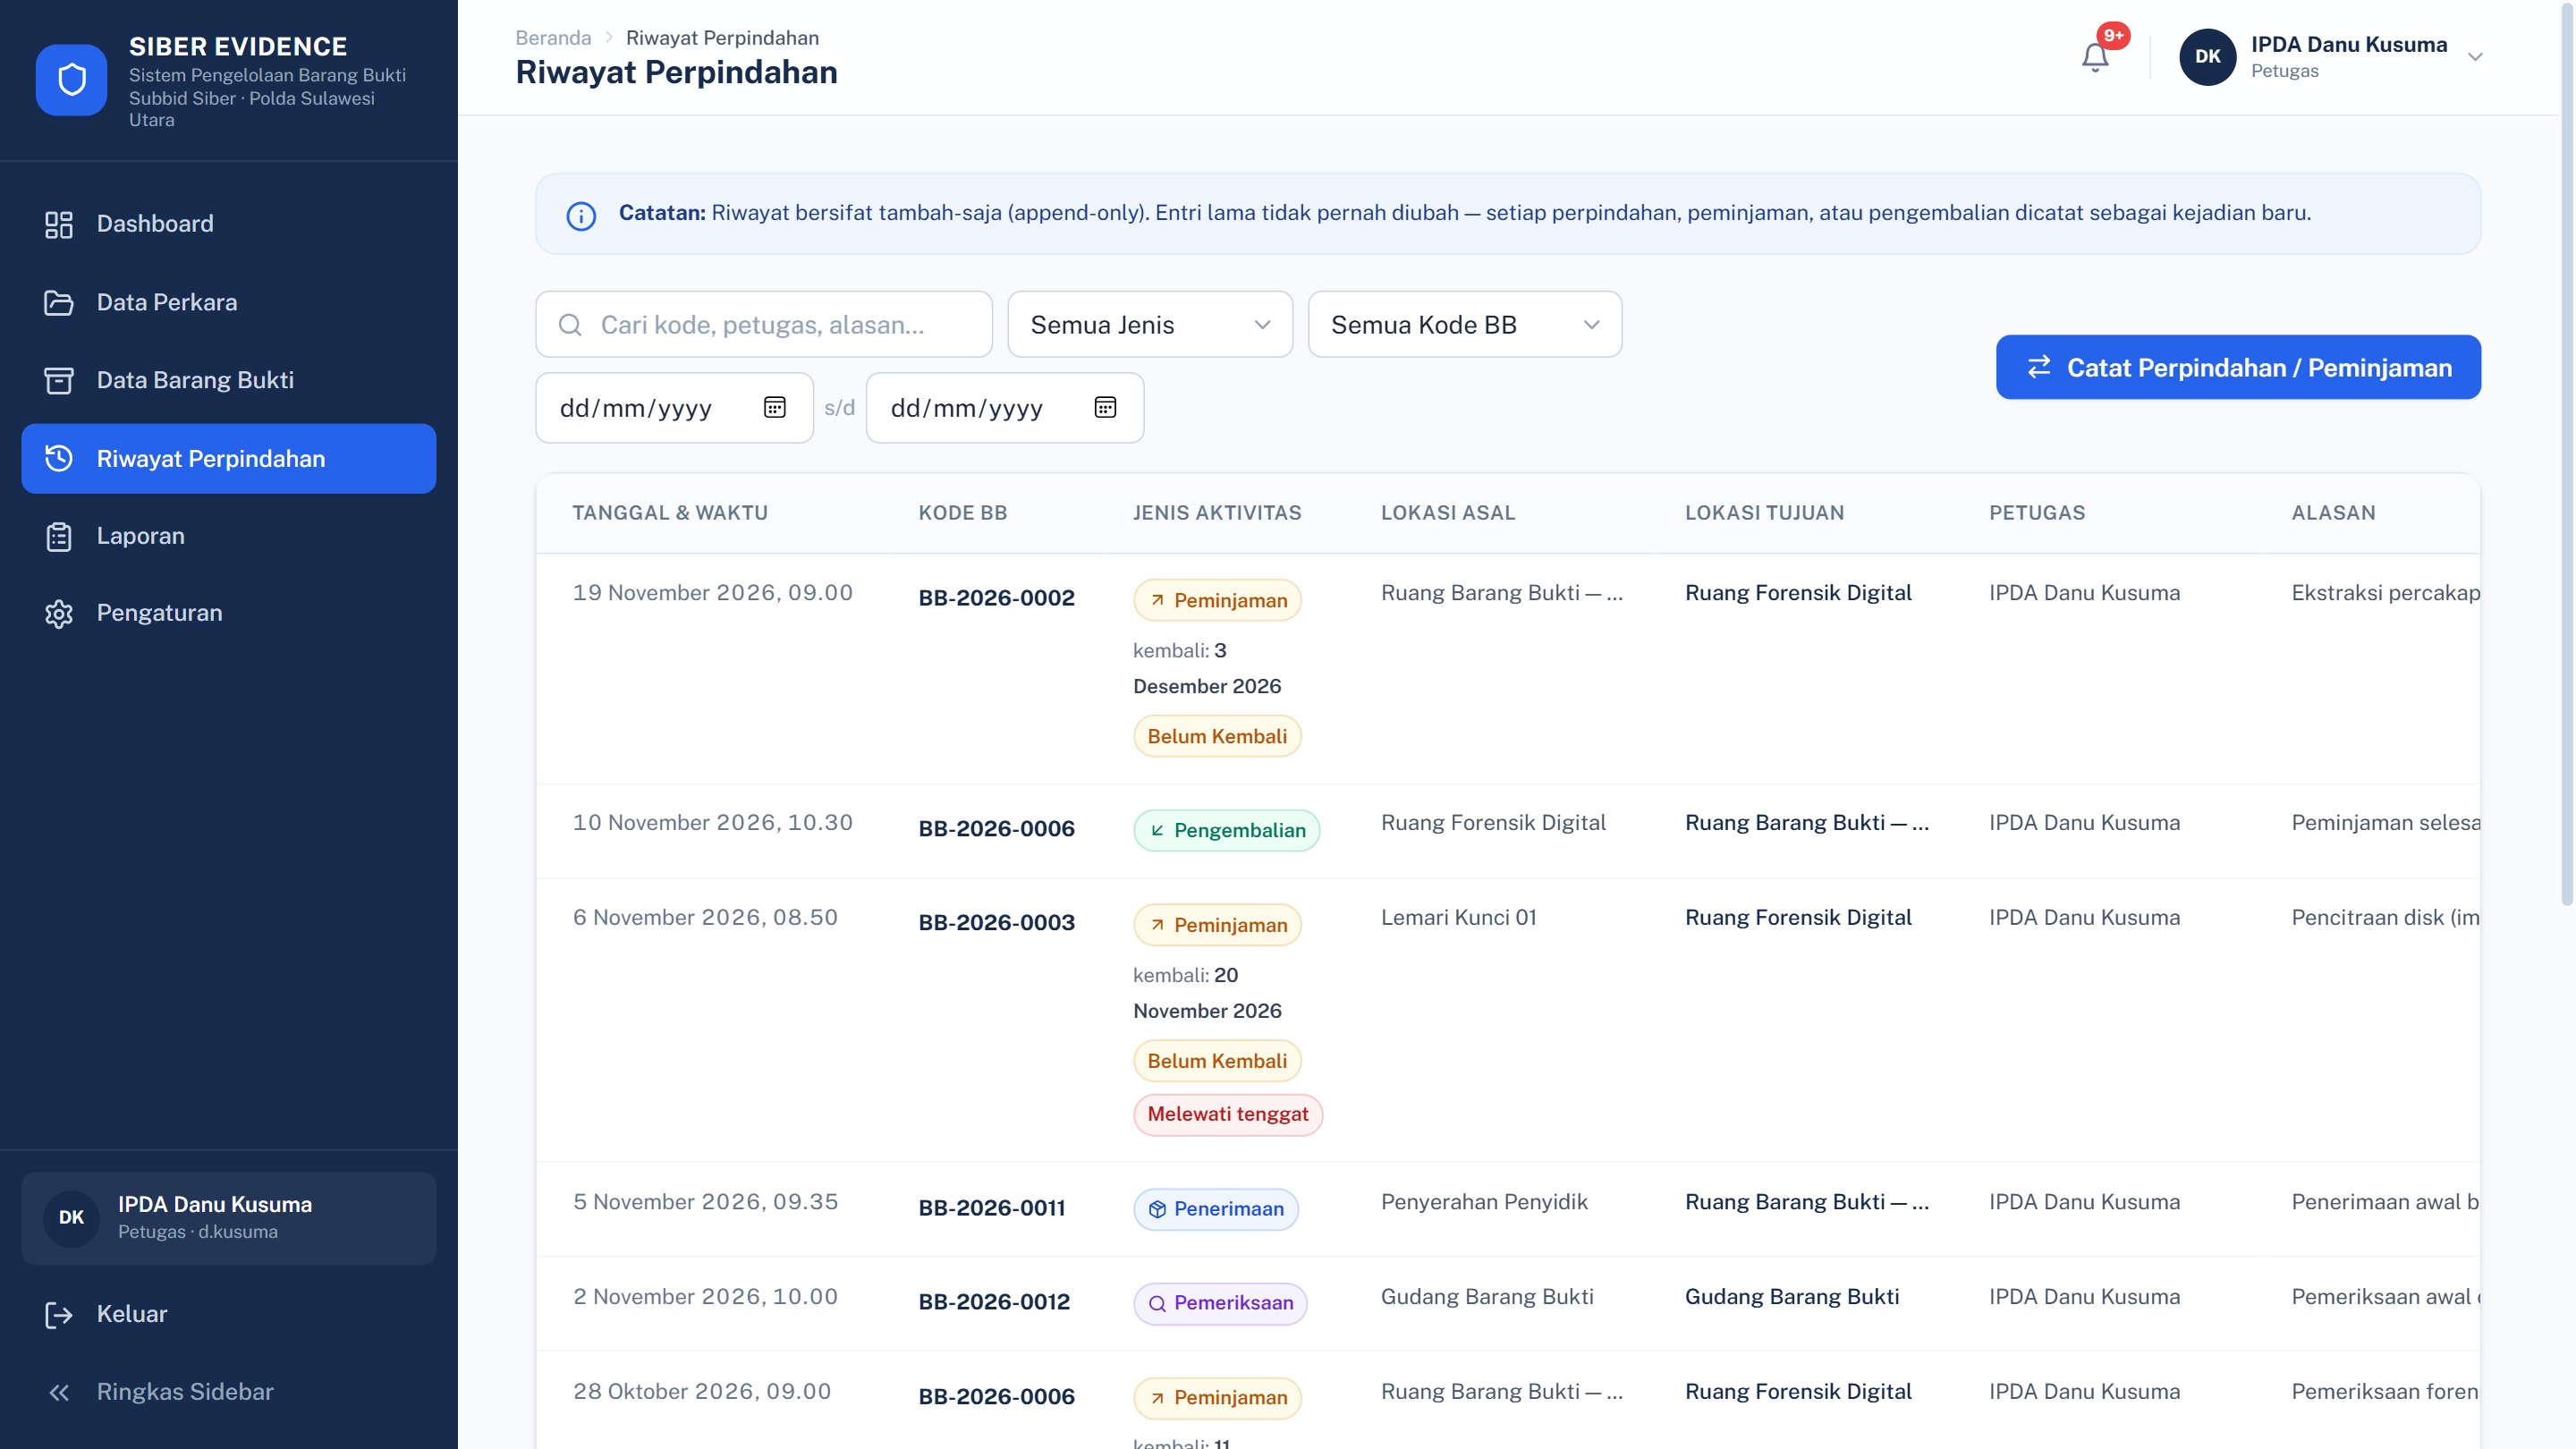 SIBER EVIDENCE
Sistem Pengelolaan Barang Bukti
Subbid Siber · Polda Sulawesi
Utara
Dashboard
Data Perkara
Data Barang Bukti
Riwayat Perpindahan
Laporan
Pengaturan
DK
IPDA Danu Kusuma
Petugas · d.kusuma
Keluar
Ringkas Sidebar
Beranda > Riwayat Perpindahan
Riwayat Perpindahan
9+
DK
IPDA Danu Kusuma
Petugas
Catatan: Riwayat bersifat tambah-saja (append-only). Entri lama tidak pernah diubah — setiap perpindahan, peminjaman, atau pengembalian dicatat sebagai kejadian baru.
Cari kode, petugas, alasan...
Semua Jenis
Semua Kode BB
dd/mm/yyyy s/d dd/mm/yyyy
Catat Perpindahan / Peminjaman
TANGGAL & WAKTU KODE BB JENIS AKTIVITAS LOKASI ASAL LOKASI TUJUAN PETUGAS ALASAN
19 November 2026, 09.00 BB-2026-0002 Peminjaman Ruang Barang Bukti — ... Ruang Forensik Digital IPDA Danu Kusuma Ekstraksi percakap
kembali: 3
Desember 2026
Belum Kembali
10 November 2026, 10.30 BB-2026-0006 Pengembalian Ruang Forensik Digital Ruang Barang Bukti — ... IPDA Danu Kusuma Peminjaman selesa
6 November 2026, 08.50 BB-2026-0003 Peminjaman Lemari Kunci 01 Ruang Forensik Digital IPDA Danu Kusuma Pencitraan disk (im
kembali: 20
November 2026
Belum Kembali
Melewati tenggat
5 November 2026, 09.35 BB-2026-0011 Penerimaan Penyerahan Penyidik Ruang Barang Bukti — ... IPDA Danu Kusuma Penerimaan awal b
2 November 2026, 10.00 BB-2026-0012 Pemeriksaan Gudang Barang Bukti Gudang Barang Bukti IPDA Danu Kusuma Pemeriksaan awal
28 Oktober 2026, 09.00 BB-2026-0006 Peminjaman Ruang Barang Bukti — ... Ruang Forensik Digital IPDA Danu Kusuma Pemeriksaan foren
kembali: 11